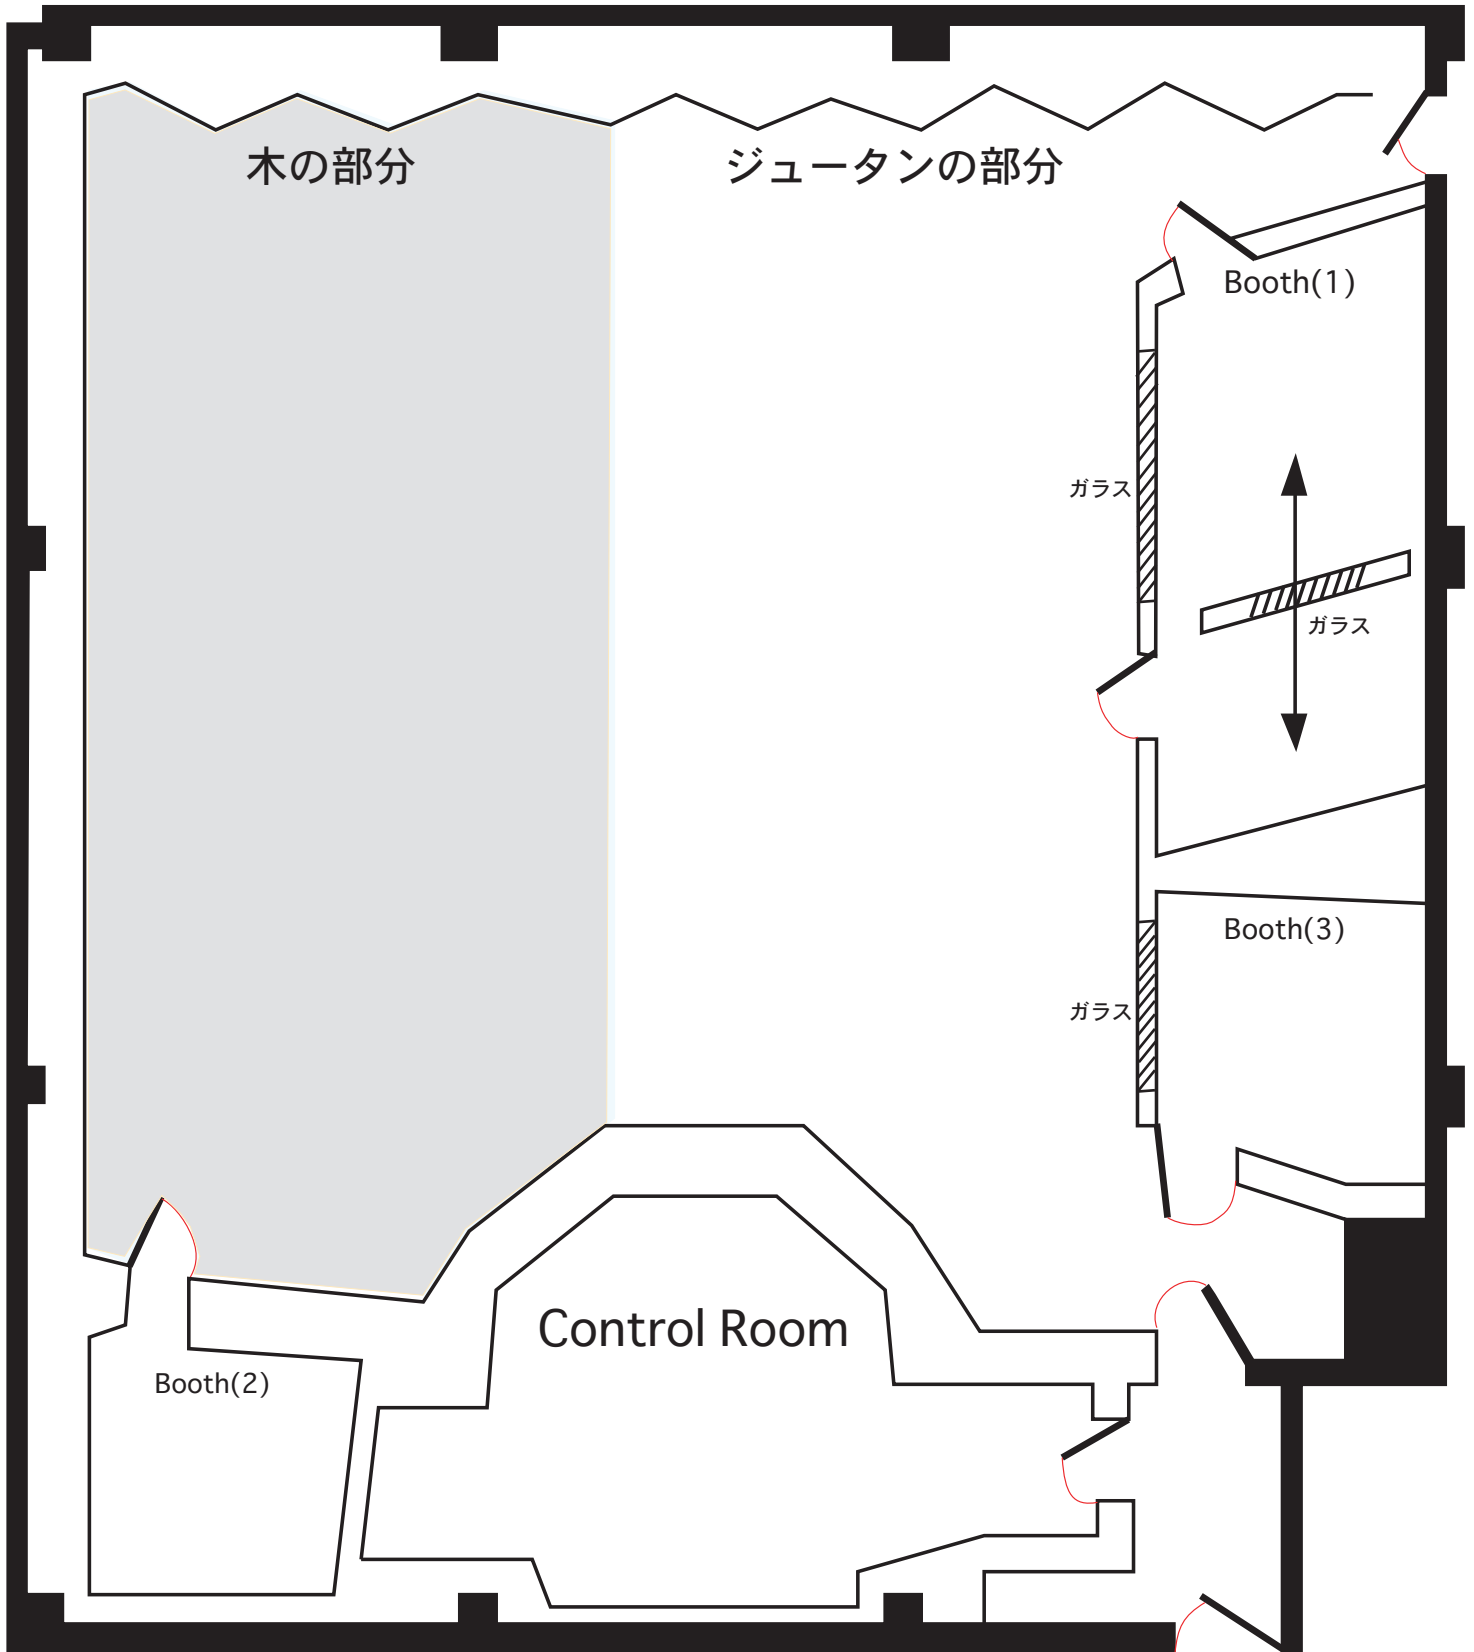 木の部分
ジュータンの部分
Booth(1)
ガラス
ガラス
Booth(3)
ガラス
Control Room
Booth(2)